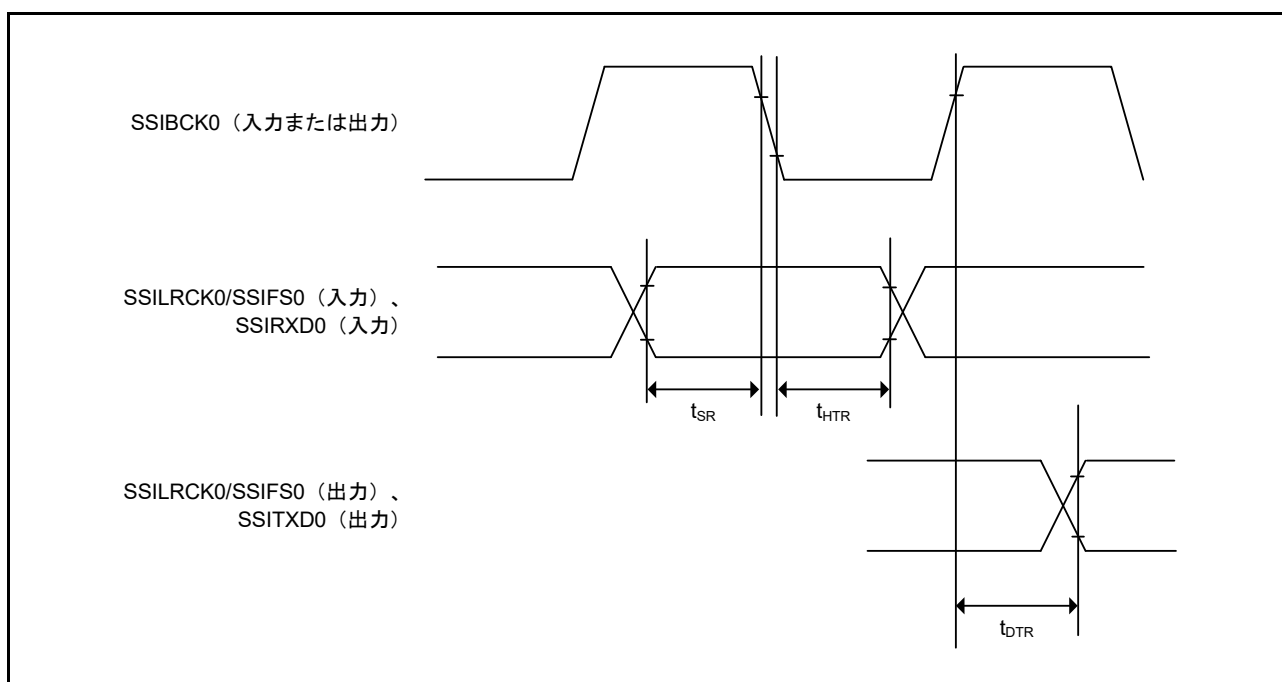 SSIBCK0（入力または出力）
SSILRCK0/SSIFS0（入力）、
SSIRXD0（入力）
tSR
tHTR
SSILRCK0/SSIFS0（出力）、
SSITXD0（出力）
tDTR